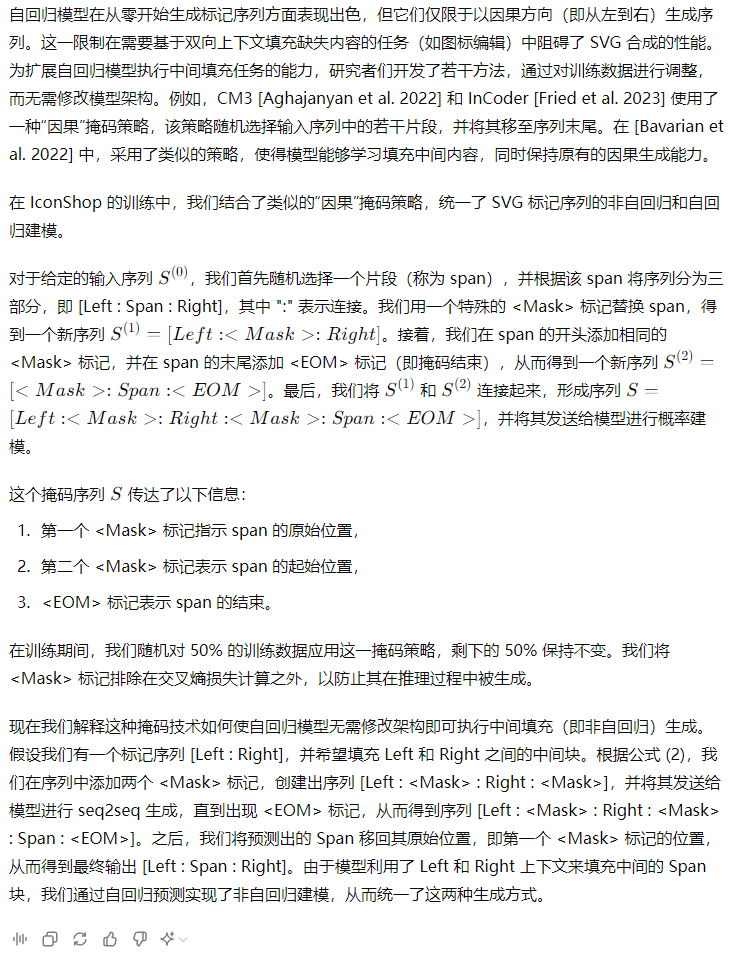 自回归模型在从零开始生成标记序列方面表现出色，但它们仅限于以因果方向（即从左到右）生成序
列。这一限制在需要基于双向上下文填充缺失内容的任务（如图标编辑）中阻碍了 SVG 合成的性能。
为扩展自回归模型执行中间填充任务的能力，研究者们开发了若干方法，通过对训练数据进行调整，
而无需修改模型架构。例如，CM3 [Aghajanyan et al. 2022] 和 InCoder [Fried et al. 2023] 使用了
一种“因果”掩码策略，该策略随机选择输入序列中的若干片段，并将其移至序列末尾。在 [Bavarian et
al. 2022] 中，采用了类似的策略，使得模型能够学习填充中间内容，同时保持原有的因果生成能力。
在 IconShop 的训练中，我们结合了类似的“因果”掩码策略，统一了 SVG 标记序列的非自回归和自回
归建模。
对于给定的输入序列 S^{(0)}，我们首先随机选择一个片段（称为 span），并根据该 span 将序列分为三
部分，即 [Left : Span : Right]，其中 ":" 表示连接。我们用一个特殊的 <Mask> 标记替换 span，得
到一个新序列 S^{(1)} = [Left :< Mask >: Right]。接着，我们在 span 的开头添加相同的
<Mask> 标记，并在 span 的末尾添加 <EOM> 标记（即掩码结束），从而得到一个新序列 S^{(2)} =
[< Mask >: Span :< EOM >]。最后，我们将 S^{(1)} 和 S^{(2)} 连接起来，形成序列 S =
[Left :< Mask >: Right :< Mask >: Span :< EOM >]，并将其发送给模型进行概率建
模。
这个掩码序列 S 传达了以下信息：
1. 第一个 <Mask> 标记指示 span 的原始位置，
2. 第二个 <Mask> 标记表示 span 的起始位置，
3. <EOM> 标记表示 span 的结束。
在训练期间，我们随机对 50% 的训练数据应用这一掩码策略，剩下的 50% 保持不变。我们将
<Mask> 标记排除在交叉熵损失计算之外，以防止其在推理过程中被生成。
现在我们解释这种掩码技术如何使自回归模型无需修改架构即可执行中间填充（即非自回归）生成。
假设我们有一个标记序列 [Left : Right]，并希望填充 Left 和 Right 之间的中间块。根据公式 (2)，我
们在序列中添加两个 <Mask> 标记，创建出序列 [Left : <Mask> : Right : <Mask>]，并将其发送给
模型进行 seq2seq 生成，直到出现 <EOM> 标记，从而得到序列 [Left : <Mask> : Right : <Mask>
: Span : <EOM>]。之后，我们将预测出的 Span 移回其原始位置，即第一个 <Mask> 标记的位置，
从而得到最终输出 [Left : Span : Right]。由于模型利用了 Left 和 Right 上下文来填充中间的 Span
块，我们通过自回归预测实现了非自回归建模，从而统一了这两种生成方式。